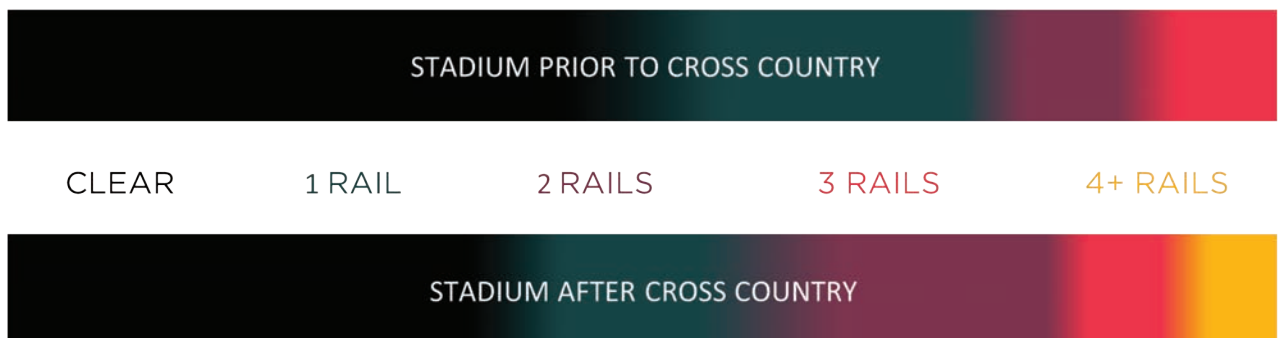 STADIUM PRIOR TO CROSS COUNTRY
CLEAR 1 RAIL 2 RAILS 3 RAILS 4+ RAILS
STADIUM AFTER CROSS COUNTRY